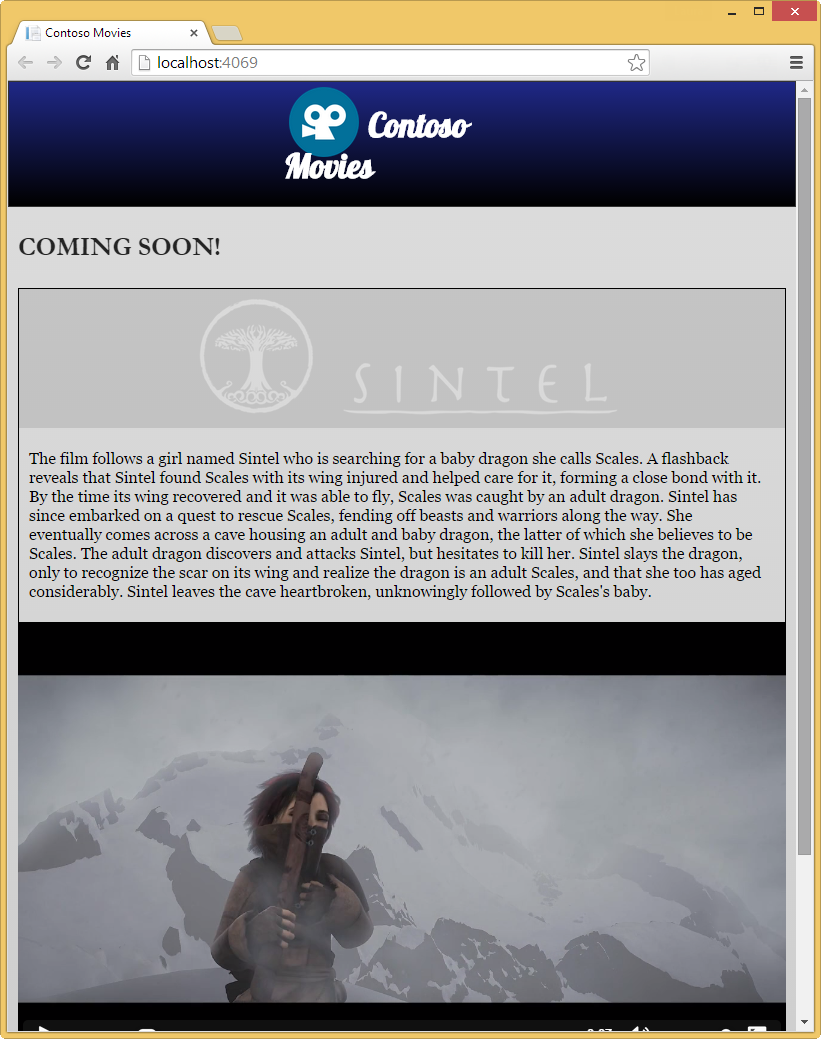 Contoso Movies
localhost:4069
Contoso
Movies
COMING SOON!
SINTEL
The film follows a girl named Sintel who is searching for a baby dragon she calls Scales. A flashback
reveals that Sintel found Scales with its wing injured and helped care for it, forming a close bond with it.
By the time its wing recovered and it was able to fly, Scales was caught by an adult dragon. Sintel has
since embarked on a quest to rescue Scales, fending off beasts and warriors along the way. She
eventually comes across a cave housing an adult and baby dragon, the latter of which she believes to be
Scales. The adult dragon discovers and attacks Sintel, but hesitates to kill her. Sintel slays the dragon,
only to recognize the scar on its wing and realize the dragon is an adult Scales, and that she too has aged
considerably. Sintel leaves the cave heartbroken, unknowingly followed by Scales's baby.